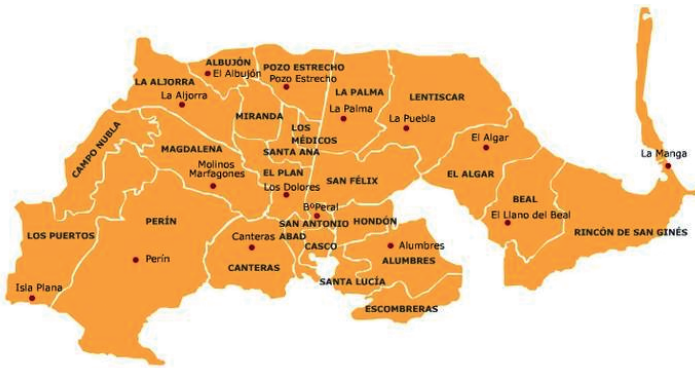 ALBUJÓN
El Albujón
POZO ESTRECHO
Pozo Estrecho
LA ALJORRA
La Aljorra
LA PALMA
La Palma
LENTISCAR
La Puebla
MIRANDA
LOS
MÉDICOS
SANTA ANA
CAMPO NUBLA
MAGDALENA
Molinos
Marfagones
EL PLAN
Los Dolores
SAN FÉLIX
El Algar
EL ALGAR
La Manga
BEAL
El Llano del Beal
RINCÓN DE SAN GINÉS
BºPeral
SAN ANTONIO
ABAD
HONDÓN
LOS PUERTOS
PERÍN
Perín
Canteras
CANTERAS
CASCO
Alumbres
ALUMBRES
SANTA LUCÍA
ESCOMBRERAS
Isla Plana